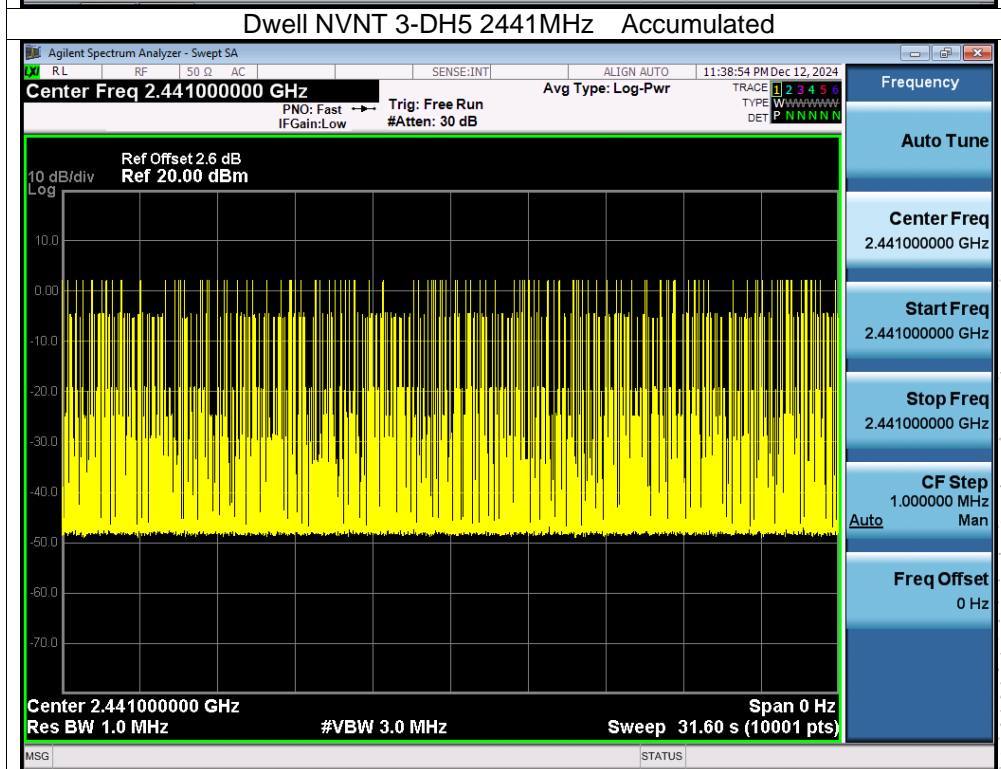 Dwell NVNT 3-DH5 2441MHz Accumulated
Agilent Spectrum Analyzer - Swept SA
LXI RL RF 50 Ω AC SENSE:INT ALIGN AUTO 11:38:54 PM Dec 12, 2024
Center Freq 2.441000000 GHz
PNO: Fast
IFGain:Low
Trig: Free Run
#Atten: 30 dB
Avg Type: Log-Pwr
TRACE 1 2 3 4 5 6
TYPE WWWWWW
DET P N N N N N
Frequency
Auto Tune
Center Freq
2.441000000 GHz
Start Freq
2.441000000 GHz
Stop Freq
2.441000000 GHz
CF Step
1.000000 MHz
Auto Man
Freq Offset
0 Hz
Ref Offset 2.6 dB
10 dB/div Ref 20.00 dBm
Log
10.0
0.00
-10.0
-20.0
-30.0
-40.0
-50.0
-60.0
-70.0
Center 2.441000000 GHz Span 0 Hz
Res BW 1.0 MHz #VBW 3.0 MHz Sweep 31.60 s (10001 pts)
MSG STATUS